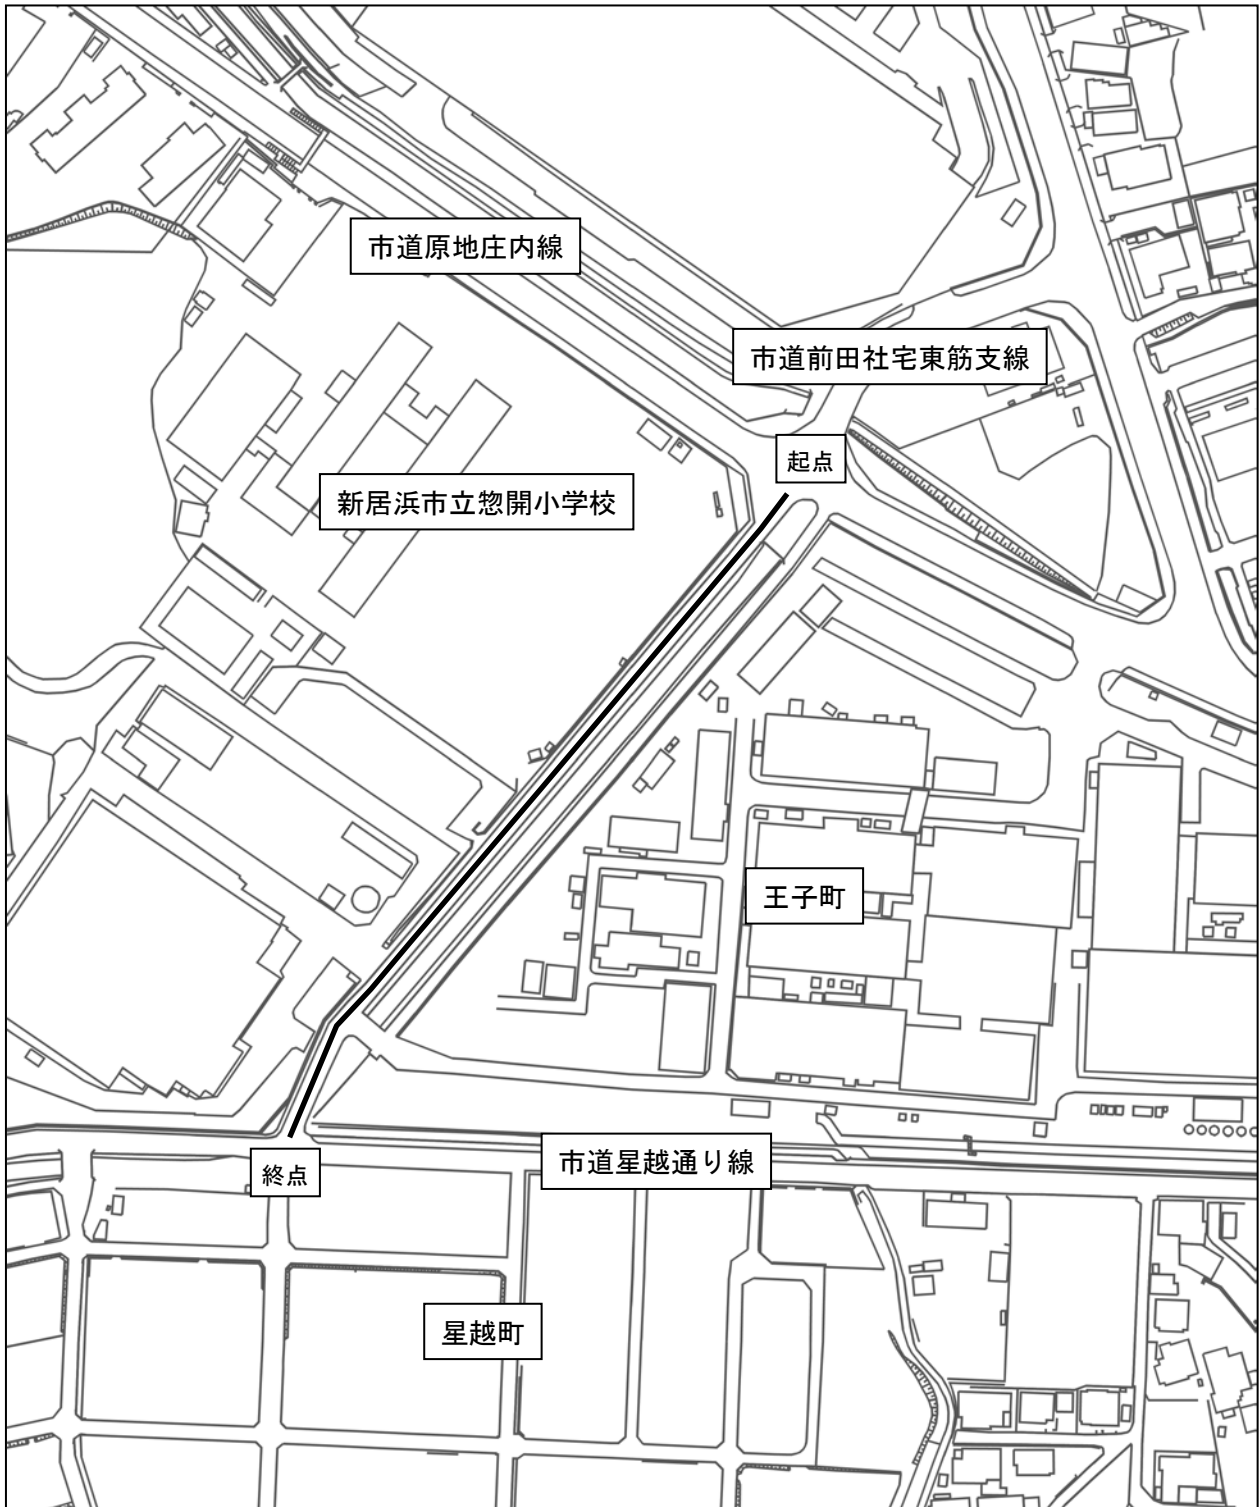 市道原地庄内線
市道前田社宅東筋支線
起点
新居浜市立惣開小学校
王子町
市道星越通り線
終点
星越町